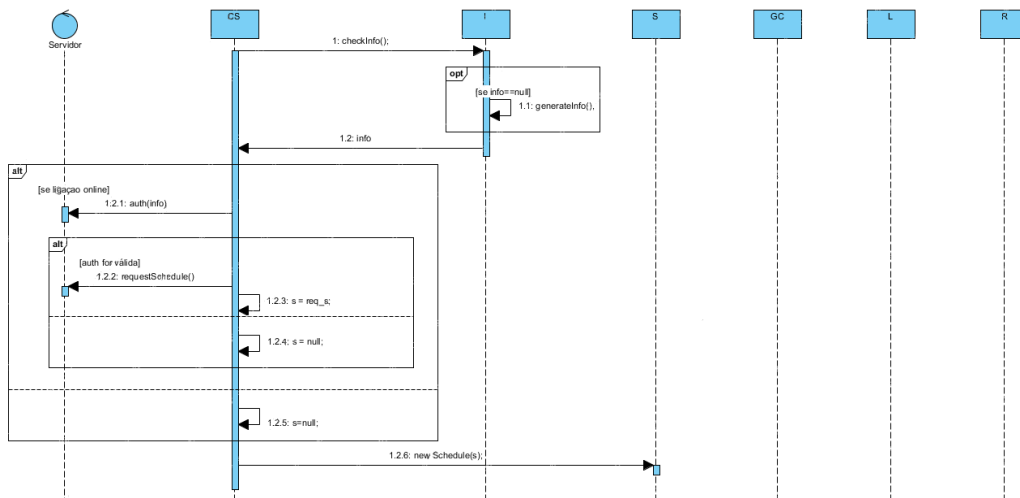 CS
I
S
GC
L
R
Servidor
1: checkInfo();
opt
[se info==null]
1.1: generateInfo(),
1.2: info
alt
[se ligaçao online]
1.2.1: auth(info)
alt
[auth for válida]
1.2.2: requestSchedule()
1.2.3: s = req_s;
1.2.4: s = null;
1.2.5: s=null;
1.2.6: new Schedule(s);